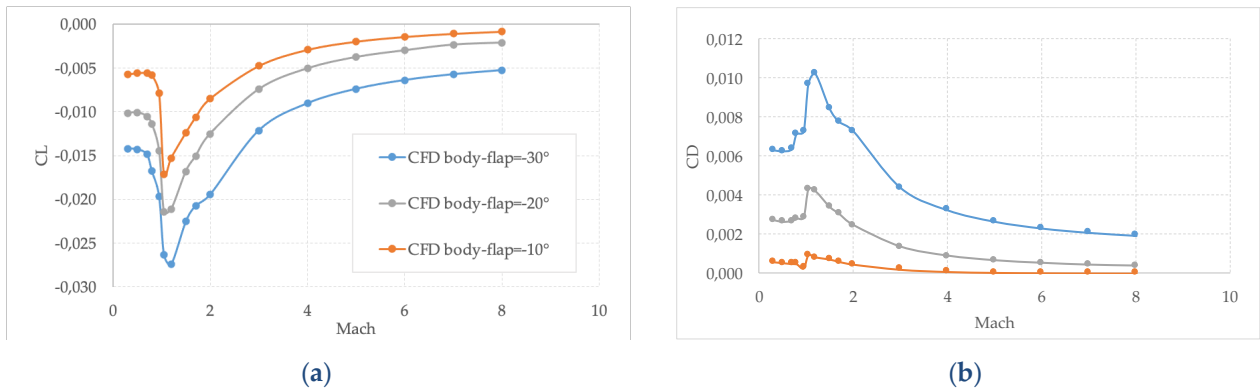 0,000
-0,005
-0,010
-0,015
-0,020
-0,025
-0,030
CL
CFD body-flap=-30°
CFD body-flap=-20°
CFD body-flap=-10°
0 2 4 6 8 10
Mach
(a)
0,012
0,010
0,008
0,006
0,004
0,002
0,000
CD
0 2 4 6 8 10
Mach
(b)